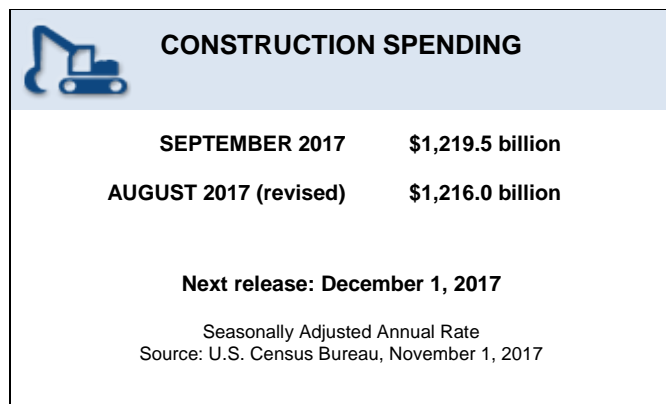 CONSTRUCTION SPENDING
SEPTEMBER 2017 $1,219.5 billion
AUGUST 2017 (revised) $1,216.0 billion
Next release: December 1, 2017
Seasonally Adjusted Annual Rate
Source: U.S. Census Bureau, November 1, 2017